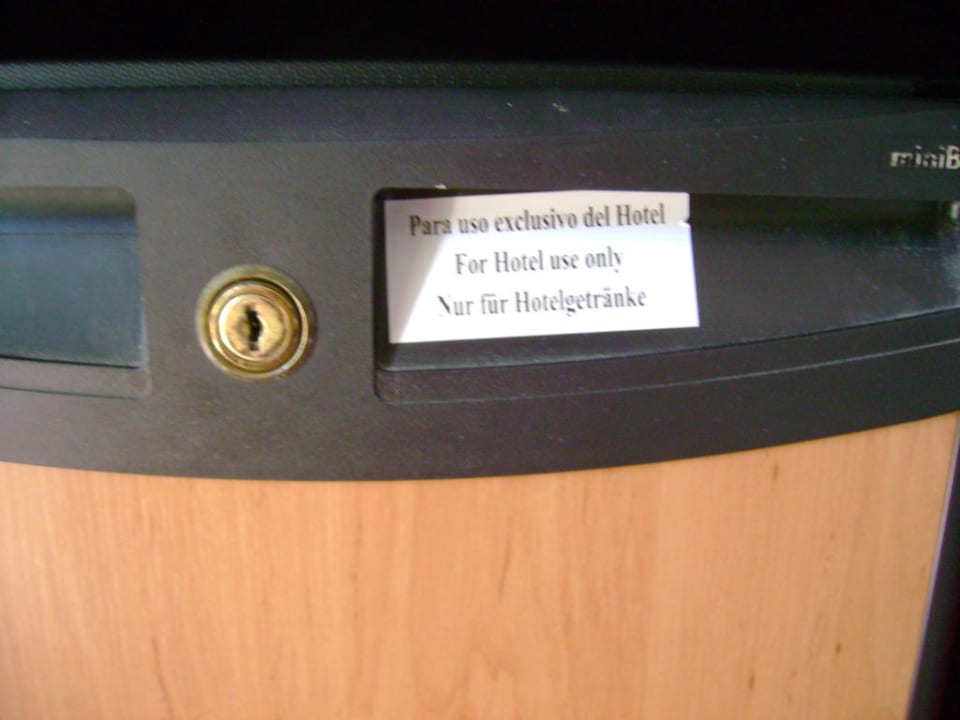 miniB
Para uso exclusivo del Hotel
For Hotel use only
Nur für Hotelgetränke